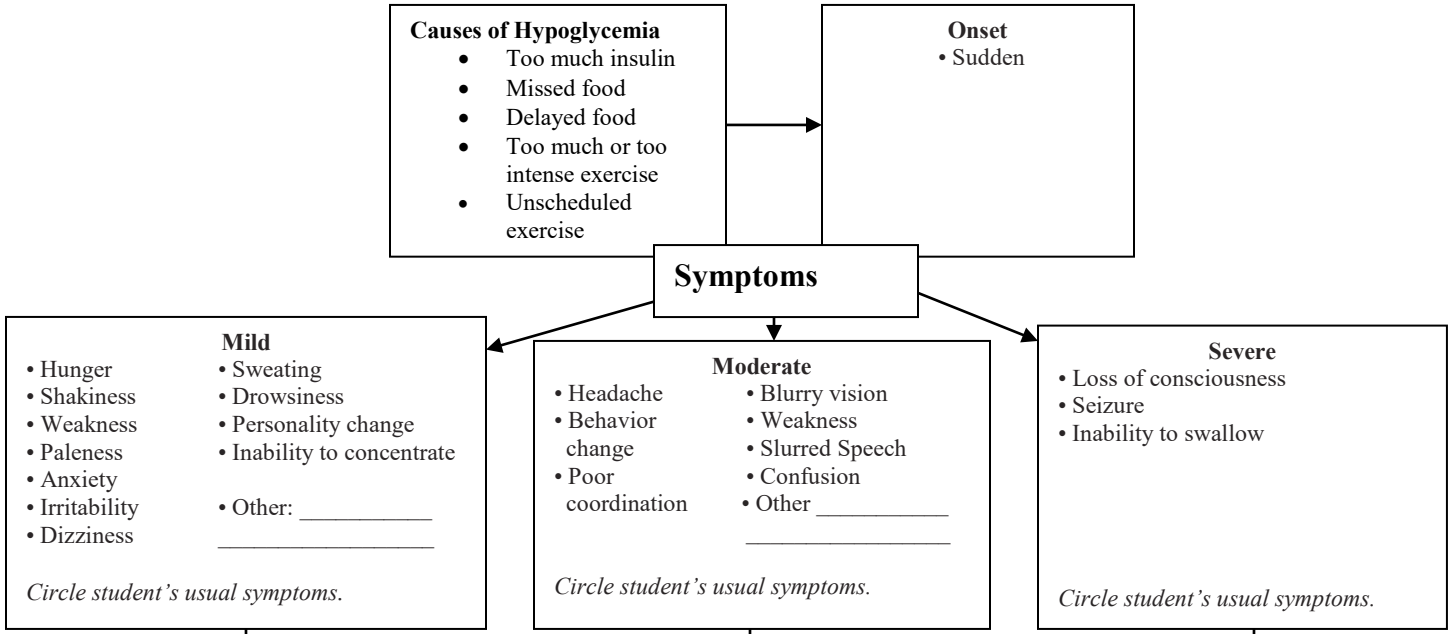 Causes of Hypoglycemia
• Too much insulin
• Missed food
• Delayed food
• Too much or too
intense exercise
• Unscheduled
exercise
Onset
• Sudden
Symptoms
Mild
• Hunger
• Shakiness
• Weakness
• Paleness
• Anxiety
• Irritability
• Dizziness
• Sweating
• Drowsiness
• Personality change
• Inability to concentrate
• Other: ___________
__________________
Circle student’s usual symptoms.
Moderate
• Headache
• Behavior
change
• Poor
coordination
• Blurry vision
• Weakness
• Slurred Speech
• Confusion
• Other ___________
_________________
Circle student’s usual symptoms.
Severe
• Loss of consciousness
• Seizure
• Inability to swallow
Circle student’s usual symptoms.